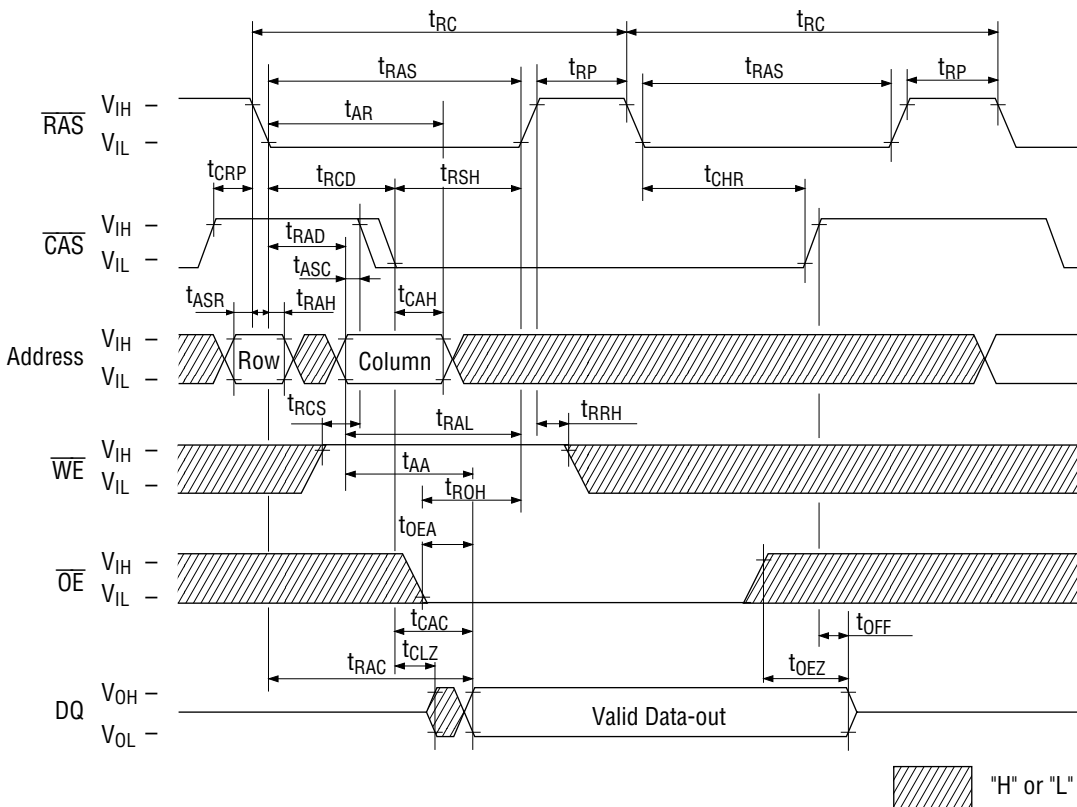 tRC tRC
tRAS tRP tRAS tRP
tAR
RAS VIH
VIL
tCRP tRCD tRSH tCHR
CAS VIH
VIL
tRAD
tASC
tASR tRAH tCAH
Address VIH
VIL
Row Column
tRCS tRAL tRRH
WE VIH
VIL
tAA
tROH
tOEA
OE VIH
VIL
tCAC tOFF
tCLZ
tRAC tOEZ
DQ VOH
VOL
Valid Data-out
"H" or "L"